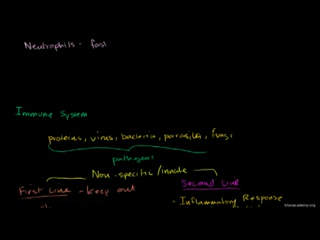 Neutrophils - fast
Immune System
proteins, virus, bacteria, parasites, fungi
pathogens
Non-specific/innate
First Line - keep out
Second Line
• Inflammatory Response